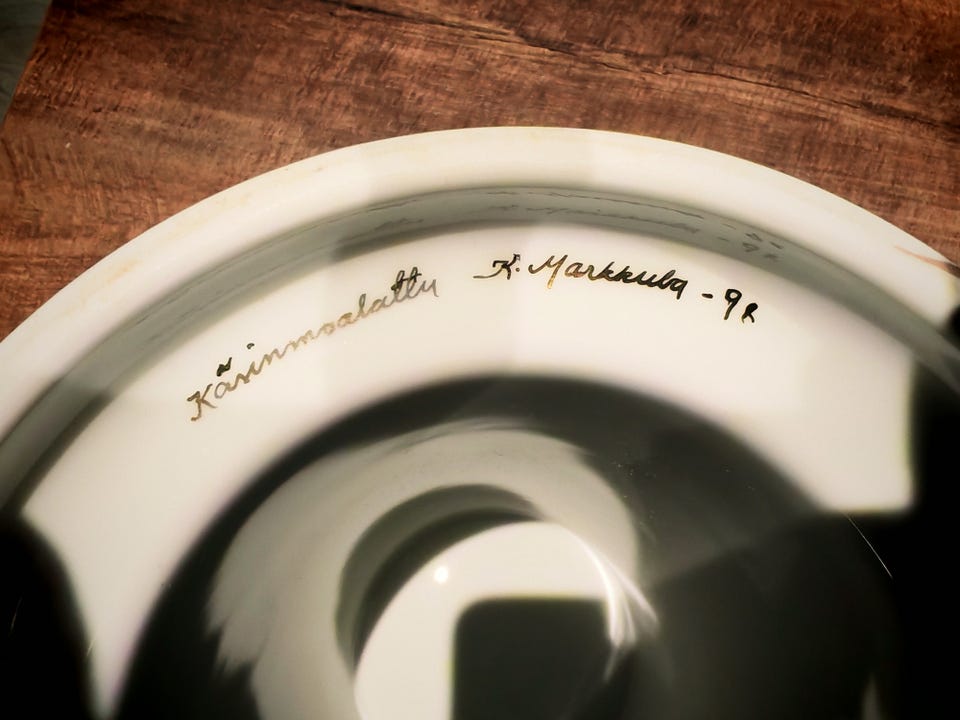 Käsinmaalattu K. Markkula -92